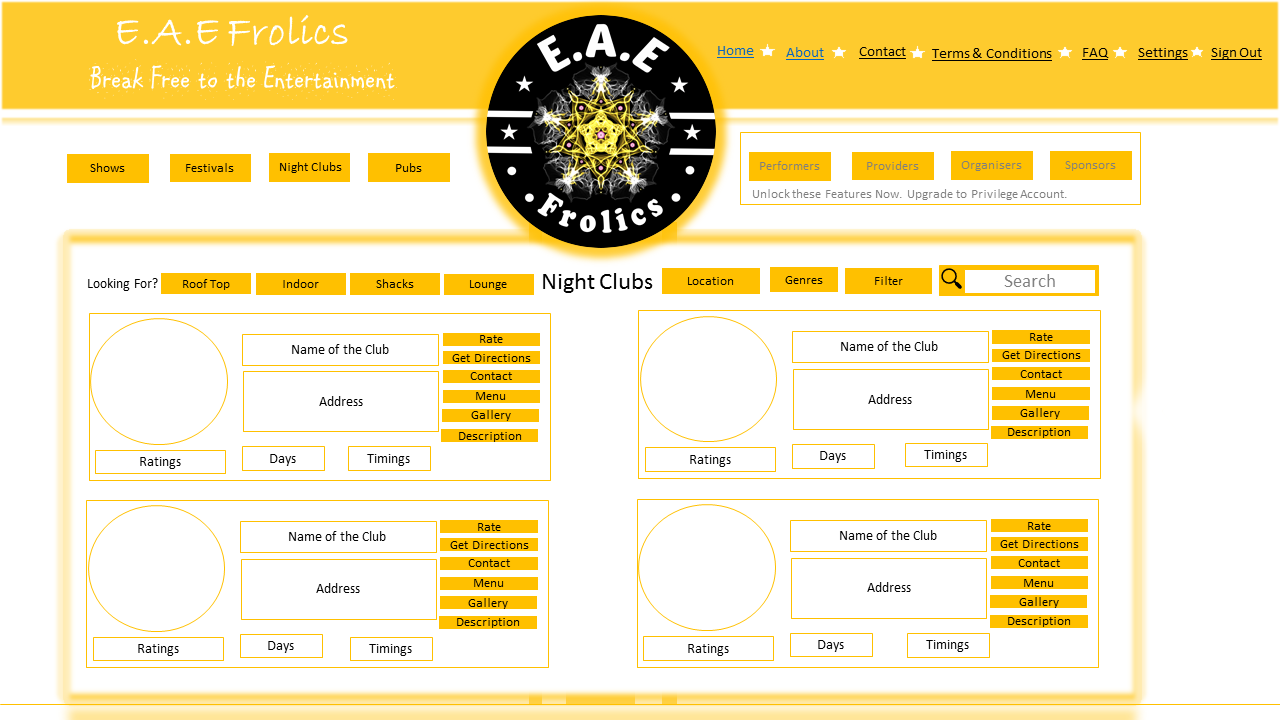 E.A.E Frolics
Break Free to the Entertainment
E.A.E
Frolics
Home About Contact Terms & Conditions FAQ Settings Sign Out
Shows Festivals Night Clubs Pubs
Performers Providers Organisers Sponsors
Unlock these Features Now. Upgrade to Privilege Account.
Looking For? Roof Top Indoor Shacks Lounge Night Clubs Location Genres Filter Search
Name of the Club
Address
Ratings
Days
Timings
Rate
Get Directions
Contact
Menu
Gallery
Description
Name of the Club
Address
Ratings
Days
Timings
Rate
Get Directions
Contact
Menu
Gallery
Description
Name of the Club
Address
Ratings
Days
Timings
Rate
Get Directions
Contact
Menu
Gallery
Description
Name of the Club
Address
Ratings
Days
Timings
Rate
Get Directions
Contact
Menu
Gallery
Description